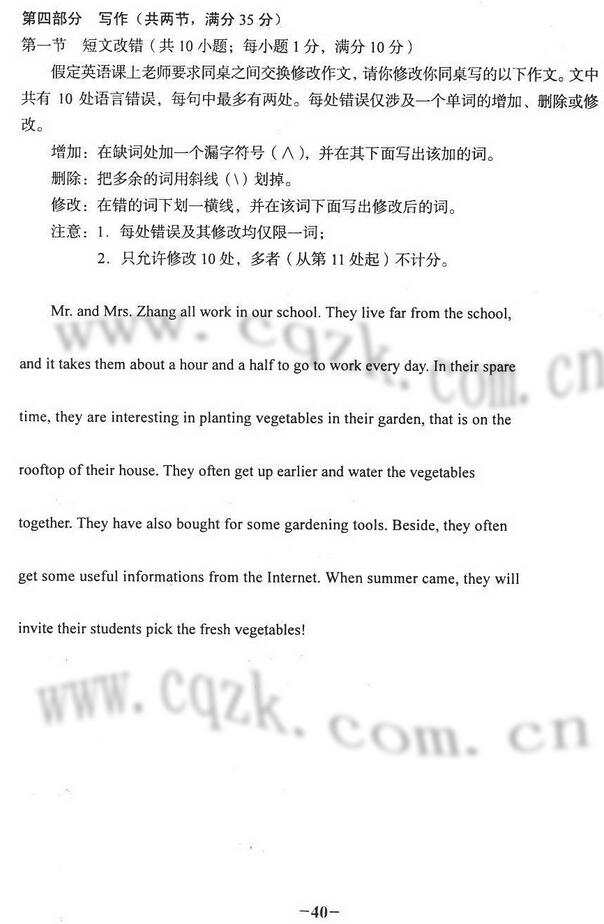 第四部分 写作（共两节，满分 35 分）
第一节 短文改错（共 10 小题；每小题 1 分，满分 10 分）
假定英语课上老师要求同桌之间交换修改作文，请你修改你同桌写的以下作文。文中
共有 10 处语言错误，每句中最多有两处。每处错误仅涉及一个单词的增加、删除或修
改。
增加：在缺词处加一个漏字符号（∧），并在其下面写出该加的词。
删除：把多余的词用斜线（\）划掉。
修改：在错的词下划一横线，并在该词下面写出修改后的词。
注意：1．每处错误及其修改均仅限一词；
2．只允许修改 10 处，多者（从第 11 处起）不计分。
Mr. and Mrs. Zhang all work in our school. They live far from the school,
and it takes them about a hour and a half to go to work every day. In their spare
time, they are interesting in planting vegetables in their garden, that is on the
rooftop of their house. They often get up earlier and water the vegetables
together. They have also bought for some gardening tools. Beside, they often
get some useful informations from the Internet. When summer came, they will
invite their students pick the fresh vegetables!
www.cqzk.com.cn
www.cqzk.com.cn
-40-